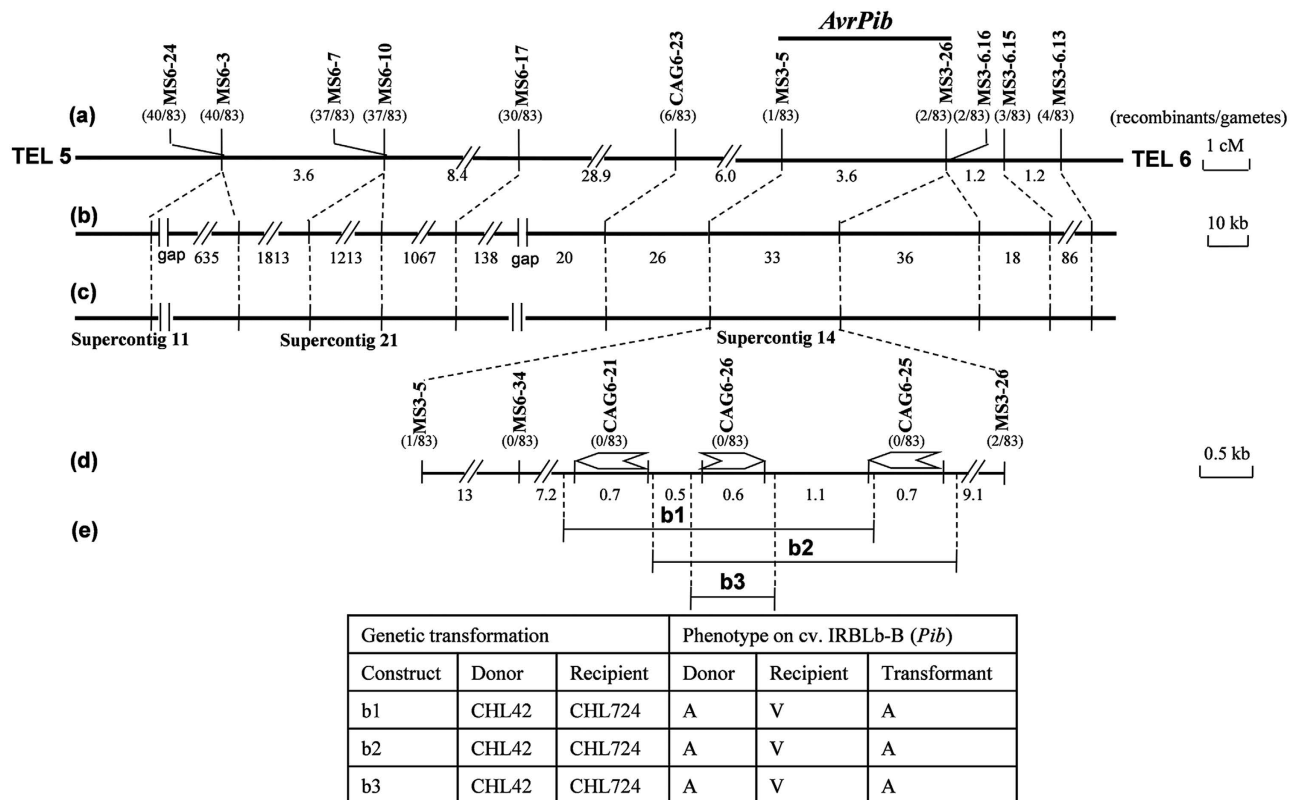 AvrPib
MS6-24 MS6-3 MS6-7 MS6-10 MS6-17 CAG6-23 MS3-5 MS3-26 MS3-6.16 MS3-6.15 MS3-6.13
(a) (40/83) (40/83) (37/83) (37/83) (30/83) (6/83) (1/83) (2/83) (2/83) (3/83) (4/83) (recombinants/gametes)
TEL 5 TEL 6 1 cM
3.6 8.4 28.9 6.0 3.6 1.2 1.2
(b) 10 kb
gap 635 1813 1213 1067 138 gap 20 26 33 36 18 86
(c)
Supercontig 11 Supercontig 21 Supercontig 14
MS3-5 MS6-34 CAG6-21 CAG6-26 CAG6-25 MS3-26
(1/83) (0/83) (0/83) (0/83) (0/83) (2/83)
(d) 0.5 kb
13 7.2 0.7 0.5 0.6 1.1 0.7 9.1
(e) b1
b2
b3
Genetic transformation Phenotype on cv. IRBLb-B (Pib)
Construct Donor Recipient Donor Recipient Transformant
b1 CHL42 CHL724 A V A
b2 CHL42 CHL724 A V A
b3 CHL42 CHL724 A V A